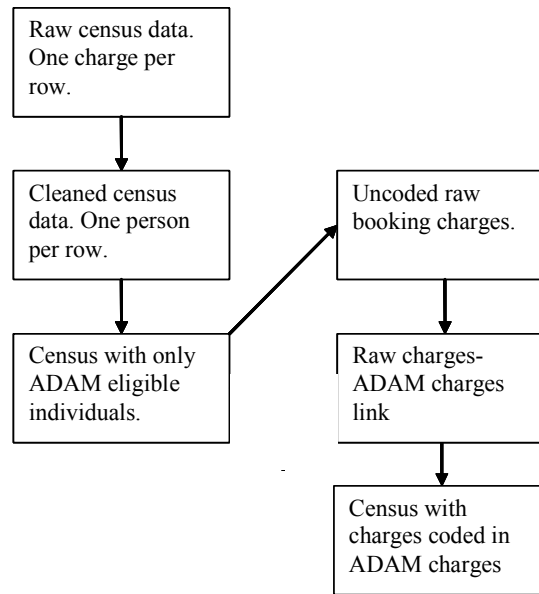 Raw census data.
One charge per
row.
Cleaned census
data. One person
per row.
Census with only
ADAM eligible
individuals.
Uncoded raw
booking charges.
Raw charges-
ADAM charges
link
Census with
charges coded in
ADAM charges